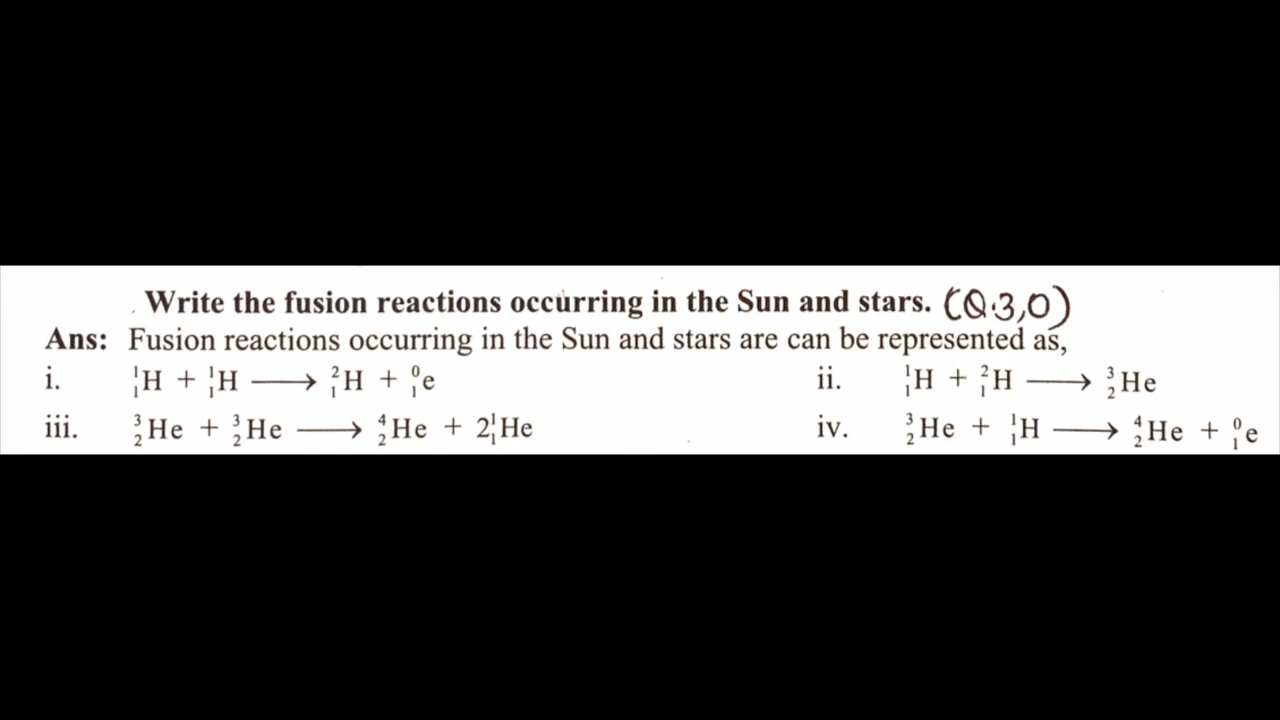 Write the fusion reactions occurring in the Sun and stars. (Q.3,O)
Ans: Fusion reactions occurring in the Sun and stars are can be represented as,
i. ¹₁H + ¹₁H ⟶ ²₁H + ⁰₁e ii. ¹₁H + ²₁H ⟶ ³₂He
iii. ³₂He + ³₂He ⟶ ⁴₂He + 2¹₁He iv. ³₂He + ¹₁H ⟶ ⁴₂He + ⁰₁e